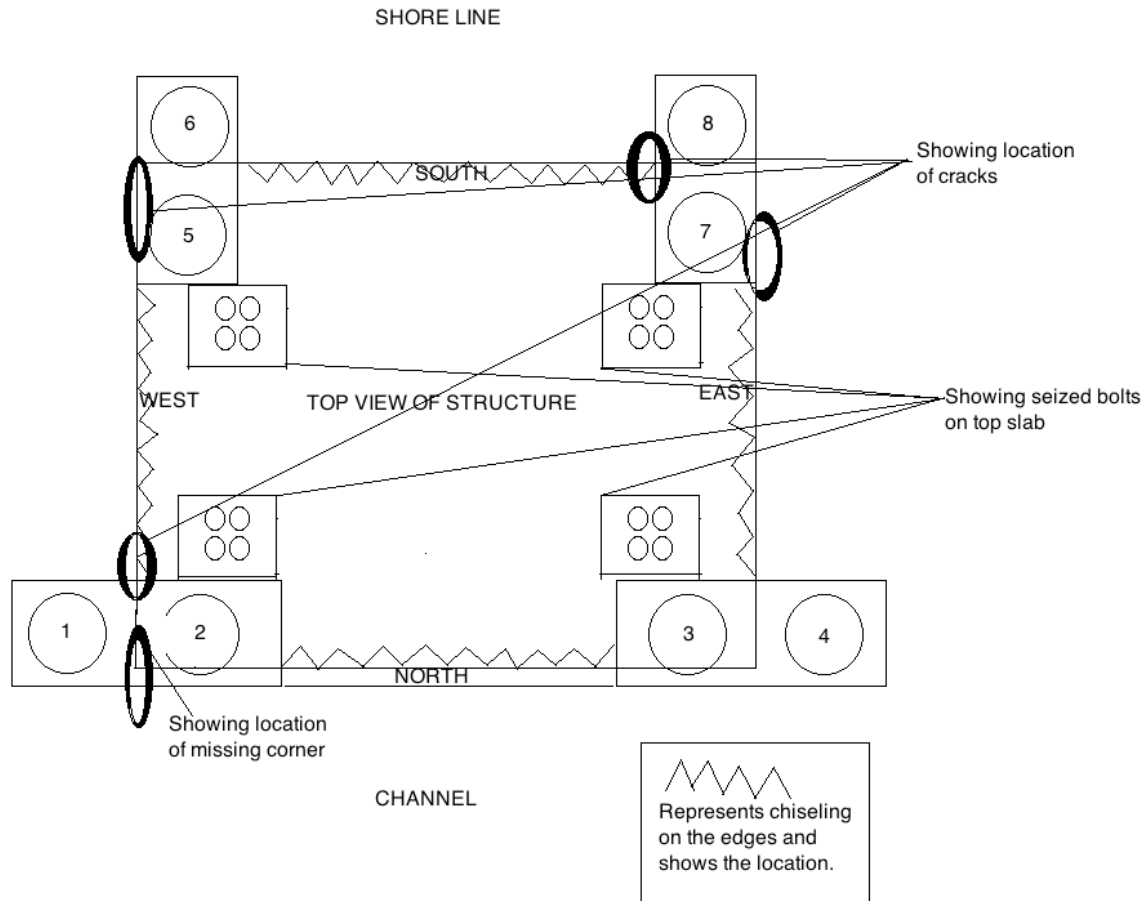 SHORE LINE
6
8
SOUTH
Showing location
of cracks
5
7
WEST
TOP VIEW OF STRUCTURE
EAST
Showing seized bolts
on top slab
1
2
3
4
NORTH
Showing location
of missing corner
CHANNEL
Represents chiseling
on the edges and
shows the location.